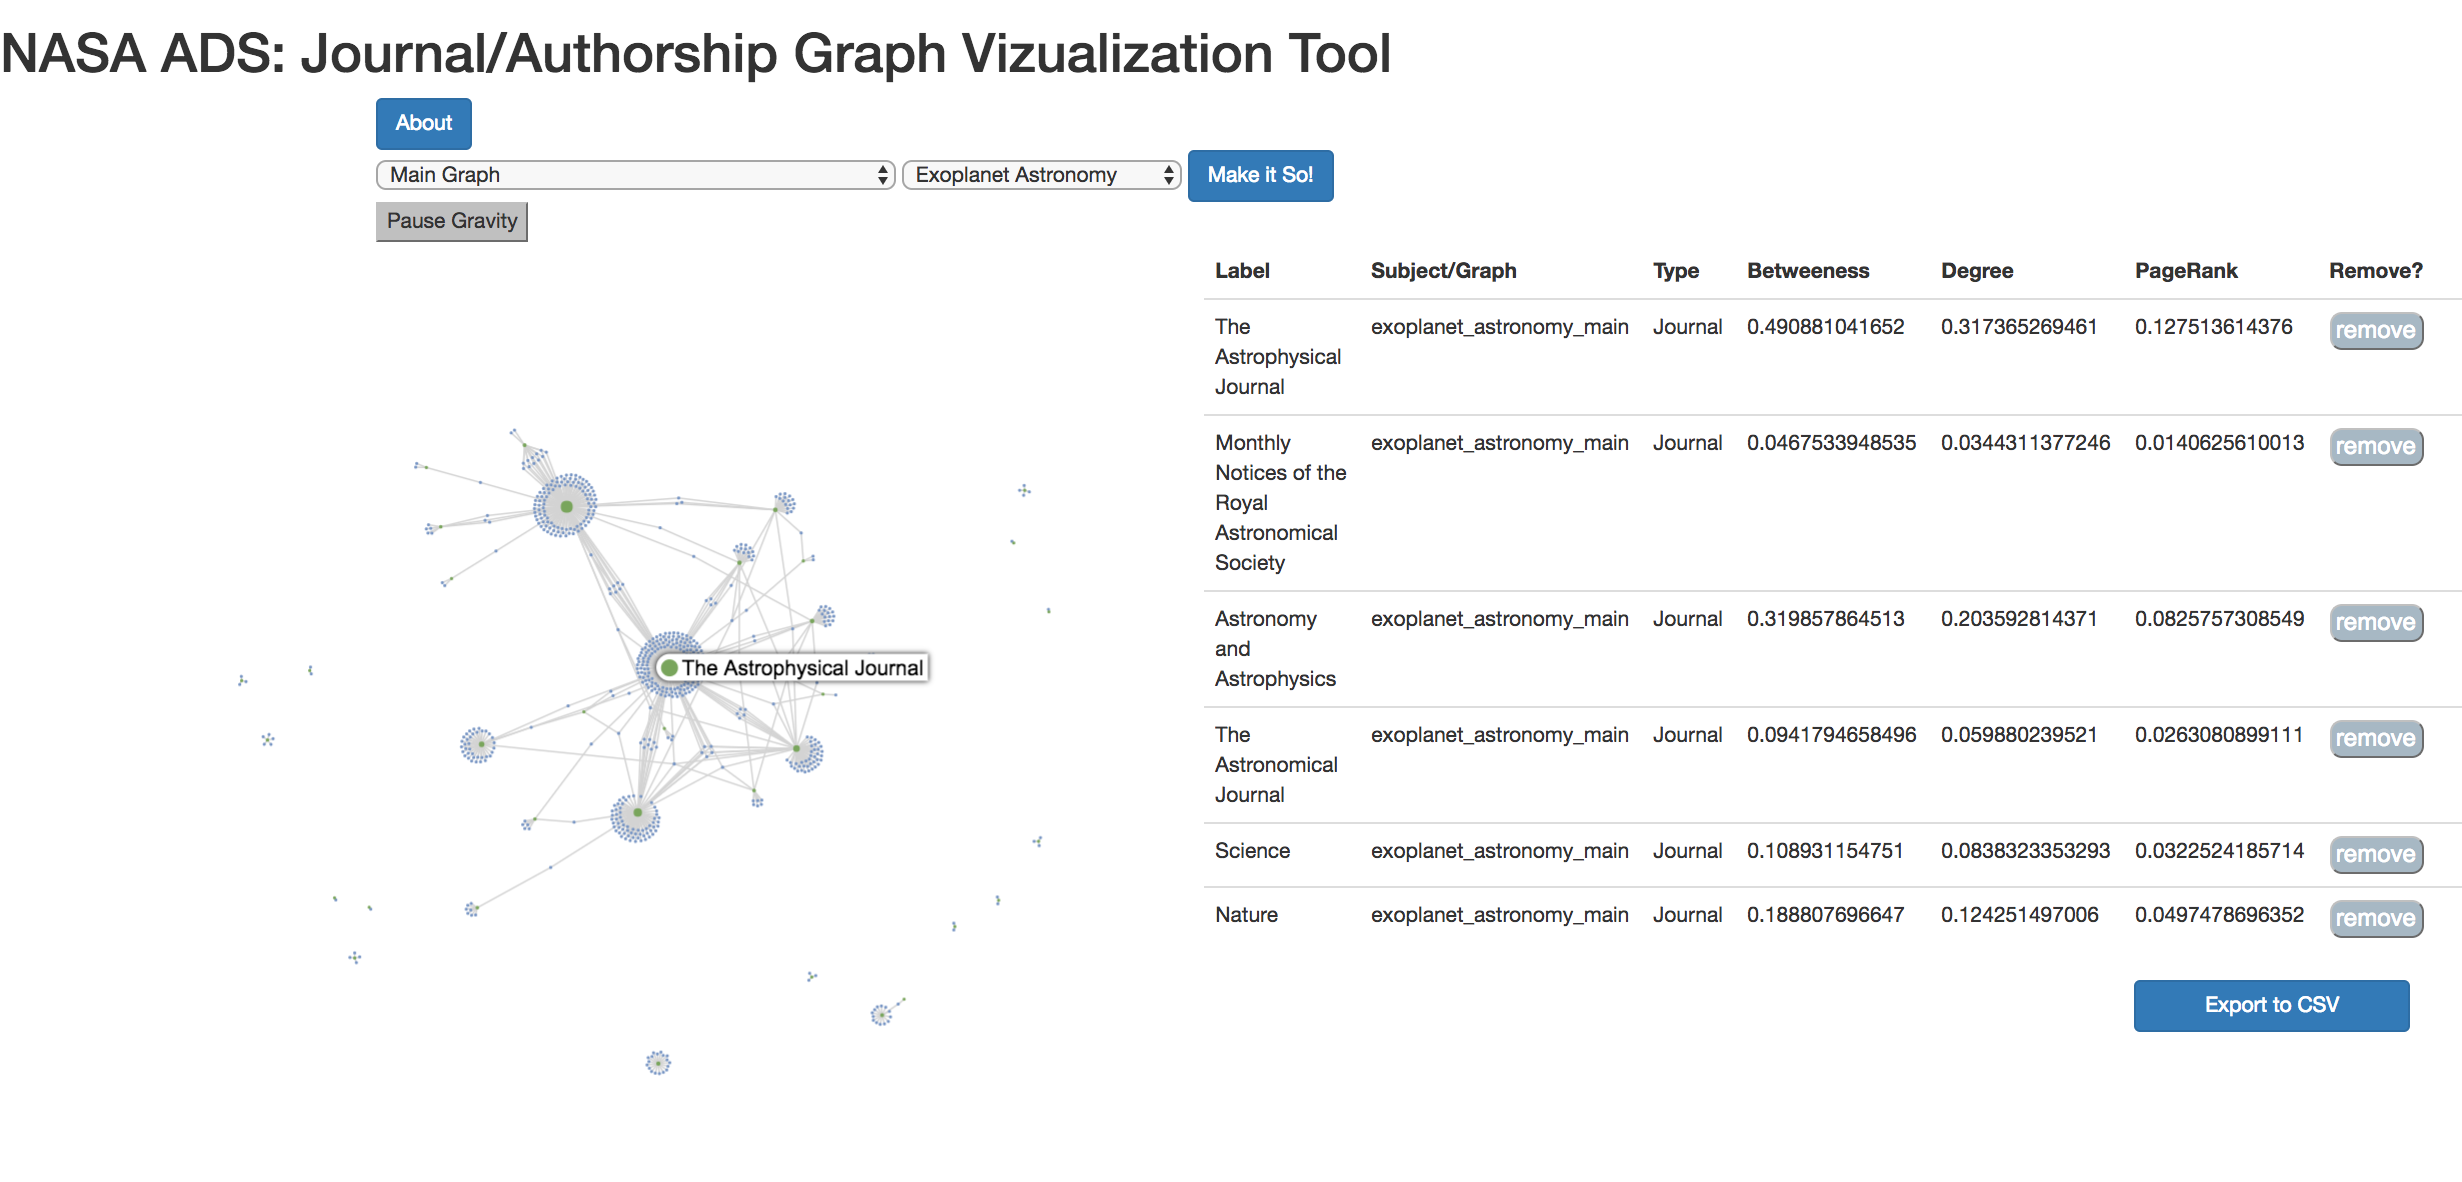 NASA ADS: Journal/Authorship Graph Vizualization Tool
About
Main Graph
Exoplanet Astronomy
Make it So!
Pause Gravity
The Astrophysical Journal
Label Subject/Graph Type Betweeness Degree PageRank Remove?
The exoplanet_astronomy_main Journal 0.490881041652 0.317365269461 0.127513614376 remove
Astrophysical
Journal
Monthly exoplanet_astronomy_main Journal 0.0467533948535 0.0344311377246 0.0140625610013 remove
Notices of the
Royal
Astronomical
Society
Astronomy exoplanet_astronomy_main Journal 0.319857864513 0.203592814371 0.0825757308549 remove
and
Astrophysics
The exoplanet_astronomy_main Journal 0.0941794658496 0.059880239521 0.0263080899111 remove
Astronomical
Journal
Science exoplanet_astronomy_main Journal 0.108931154751 0.0838323353293 0.0322524185714 remove
Nature exoplanet_astronomy_main Journal 0.188807696647 0.124251497006 0.0497478696352 remove
Export to CSV